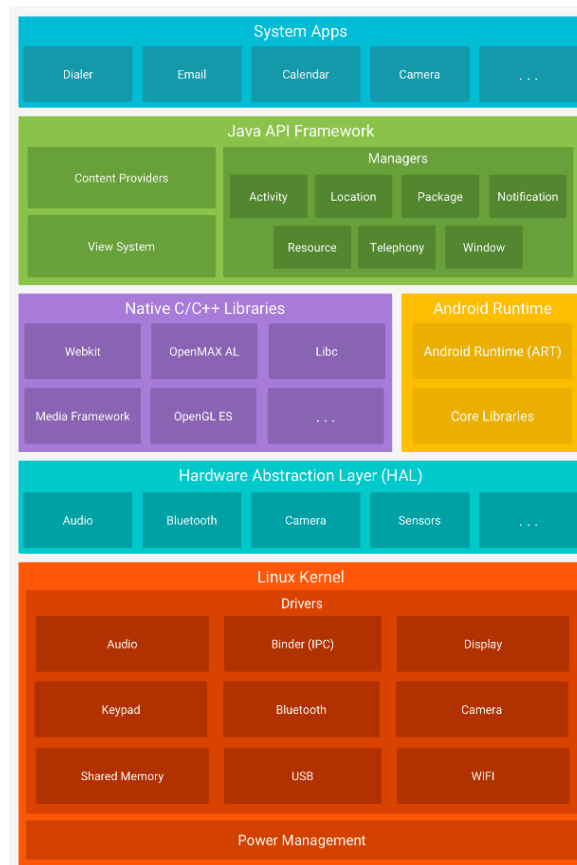 System Apps
Dialer
Email
Calendar
Camera
. . .
Java API Framework
Content Providers
View System
Managers
Activity
Location
Package
Notification
Resource
Telephony
Window
Native C/C++ Libraries
Webkit
OpenMAX AL
Libc
Media Framework
OpenGL ES
. . .
Android Runtime
Android Runtime (ART)
Core Libraries
Hardware Abstraction Layer (HAL)
Audio
Bluetooth
Camera
Sensors
. . .
Linux Kernel
Drivers
Audio
Binder (IPC)
Display
Keypad
Bluetooth
Camera
Shared Memory
USB
WIFI
Power Management